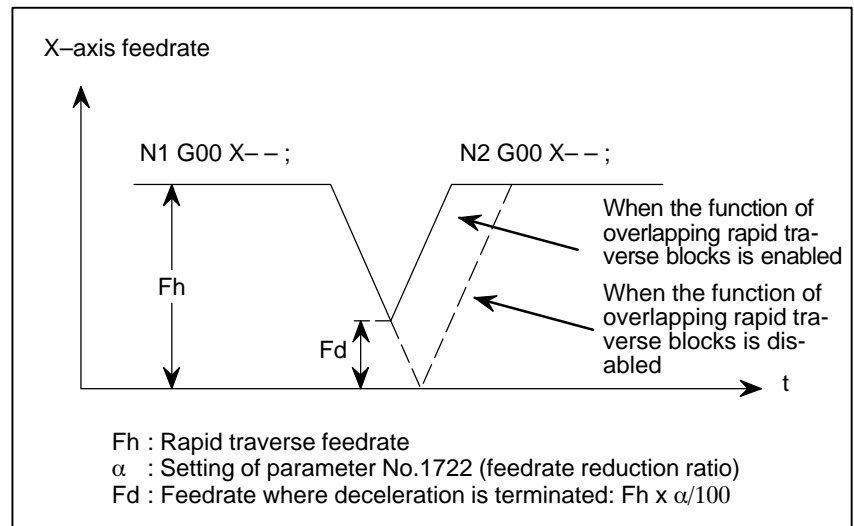 X–axis feedrate
N1 G00 X– – ;
N2 G00 X– – ;
When the function of
overlapping rapid tra-
verse blocks is enabled
When the function of
overlapping rapid tra-
verse blocks is dis-
abled
Fh
Fd
t
Fh : Rapid traverse feedrate
α : Setting of parameter No.1722 (feedrate reduction ratio)
Fd : Feedrate where deceleration is terminated: Fh x α/100